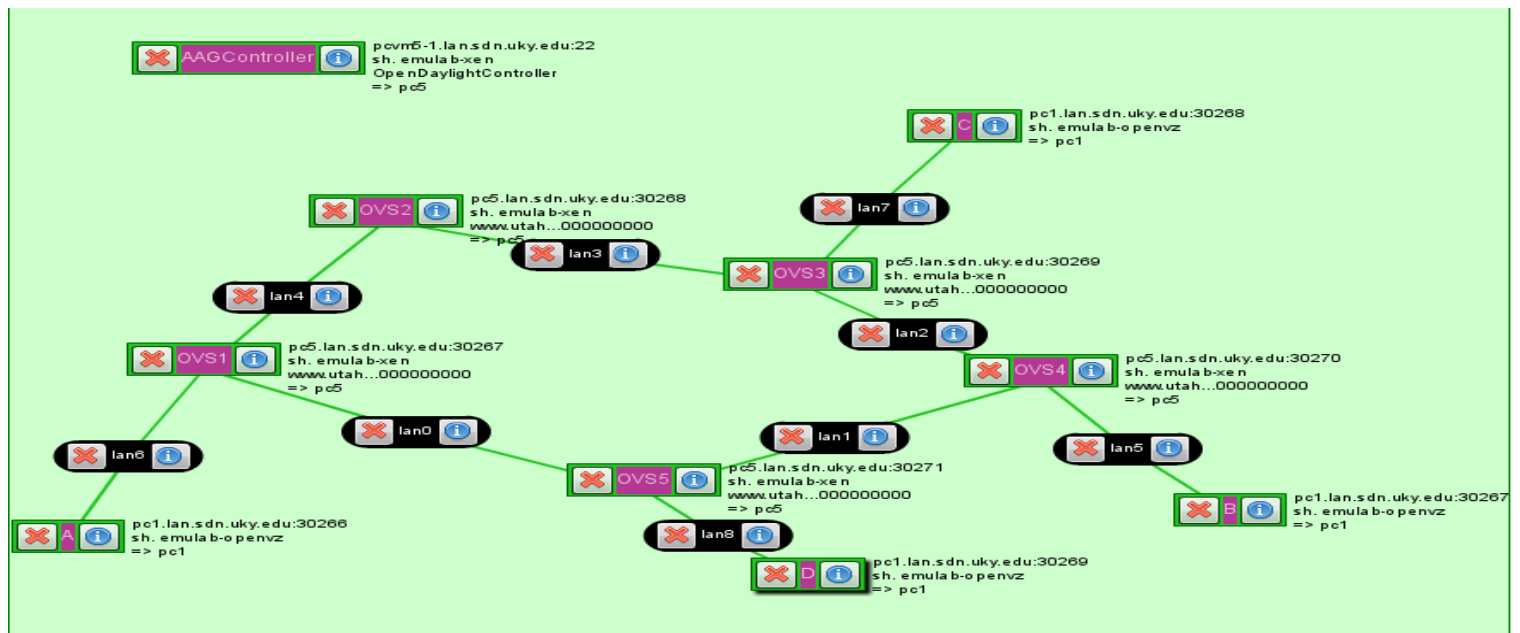 AAGController
pcvm5-1.lan.sdn.uky.edu:22
sh. emulab-xen
OpenDaylightController
=> pc5
C
pc1.lan.sdn.uky.edu:30268
sh. emulab-openvz
=> pc1
OVS2
pc5.lan.sdn.uky.edu:30268
sh. emulab-xen
www.utah...000000000
=> pc5
lan7
lan3
OVS3
pc5.lan.sdn.uky.edu:30269
sh. emulab-xen
www.utah...000000000
=> pc5
lan4
lan2
OVS1
pc5.lan.sdn.uky.edu:30267
sh. emulab-xen
www.utah...000000000
=> pc5
OVS4
pc5.lan.sdn.uky.edu:30270
sh. emulab-xen
www.utah...000000000
=> pc5
lan0
lan1
lan6
lan5
OVS5
pc5.lan.sdn.uky.edu:30271
sh. emulab-xen
www.utah...000000000
=> pc5
B
pc1.lan.sdn.uky.edu:30267
sh. emulab-openvz
=> pc1
A
pc1.lan.sdn.uky.edu:30266
sh. emulab-openvz
=> pc1
lan8
D
pc1.lan.sdn.uky.edu:30269
sh. emulab-openvz
=> pc1